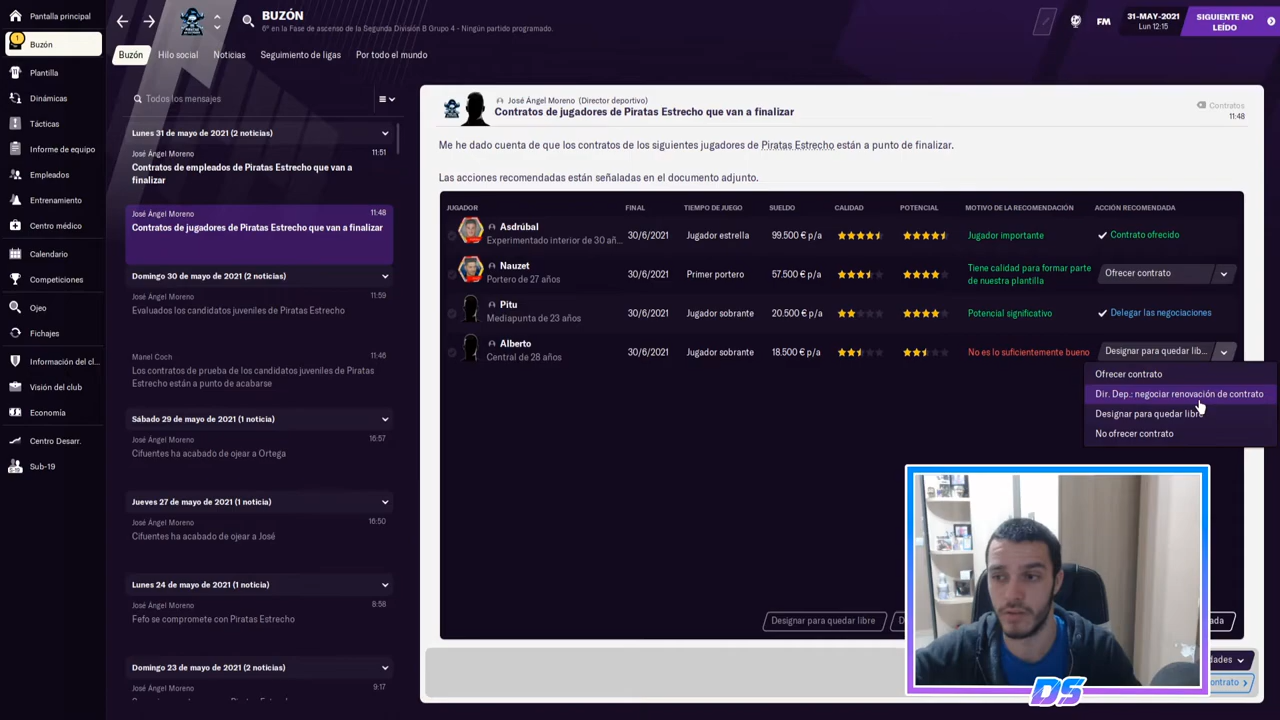 Pantalla principal
1
Buzón
Plantilla
Dinámicas
Tácticas
Informe de equipo
Empleados
Entrenamiento
Centro médico
Calendario
Competiciones
Ojeo
Fichajes
Información del cl...
Visión del club
Economía
Centro Desarr.
Sub-19
BUZÓN
6º en la Fase de ascenso de la Segunda División B Grupo 4 - Ningún partido programado.
FM
31-MAY-2021
Lun 12:15
SIGUIENTE NO
LEÍDO
Buzón
Hilo social
Noticias
Seguimiento de ligas
Por todo el mundo
Todos los mensajes
Lunes 31 de mayo de 2021 (2 noticias)
José Ángel Moreno 11:51
Contratos de empleados de Piratas Estrecho que van a
finalizar
José Ángel Moreno 11:48
Contratos de jugadores de Piratas Estrecho que van a finalizar
Domingo 30 de mayo de 2021 (2 noticias)
José Ángel Moreno 11:59
Evaluados los candidatos juveniles de Piratas Estrecho
Manel Coch 11:46
Los contratos de prueba de los candidatos juveniles de Piratas
Estrecho están a punto de acabarse
Sábado 29 de mayo de 2021 (1 noticia)
José Ángel Moreno 16:57
Cifuentes ha acabado de ojear a Ortega
Jueves 27 de mayo de 2021 (1 noticia)
José Ángel Moreno 16:50
Cifuentes ha acabado de ojear a José
Lunes 24 de mayo de 2021 (1 noticia)
José Ángel Moreno 8:58
Fefo se compromete con Piratas Estrecho
Domingo 23 de mayo de 2021 (2 noticias)
José Ángel Moreno 9:17
José Ángel Moreno (Director deportivo)
Contratos de jugadores de Piratas Estrecho que van a finalizar
Contratos
11:48
Me he dado cuenta de que los contratos de los siguientes jugadores de Piratas Estrecho están a punto de finalizar.
Las acciones recomendadas están señaladas en el documento adjunto.
JUGADOR FINAL TIEMPO DE JUEGO SUELDO CALIDAD POTENCIAL MOTIVO DE LA RECOMENDACIÓN ACCIÓN RECOMENDADA
Asdrúbal
Experimentado interior de 30 añ... 30/6/2021 Jugador estrella 99.500 € p/a Jugador importante Contrato ofrecido
Nauzet
Portero de 27 años 30/6/2021 Primer portero 57.500 € p/a Tiene calidad para formar parte
de nuestra plantilla Ofrecer contrato
Pitu
Mediapunta de 23 años 30/6/2021 Jugador sobrante 20.500 € p/a Potencial significativo Delegar las negociaciones
Alberto
Central de 28 años 30/6/2021 Jugador sobrante 18.500 € p/a No es lo suficientemente bueno Designar para quedar lib...
Ofrecer contrato
Dir. Dep.: negociar renovación de contrato
Designar para quedar libre
No ofrecer contrato
Designar para quedar libre
DS